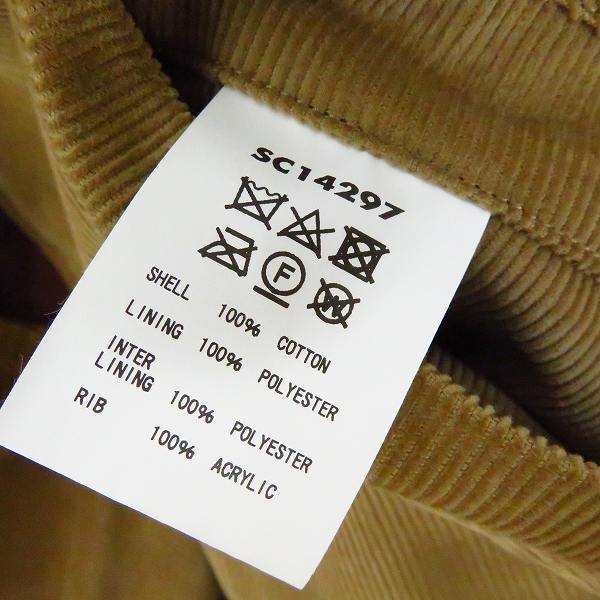 SC14297
F
W
SHELL 100% COTTON
LINING 100% POLYESTER
INTER
LINING 100% POLYESTER
RIB 100% ACRYLIC